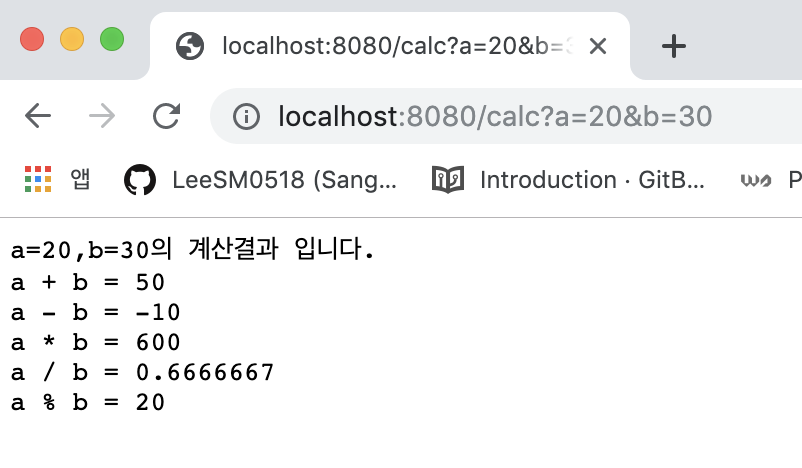 localhost:8080/calc?a=20&b=3
localhost:8080/calc?a=20&b=30
앱 LeeSM0518 (Sang... Introduction · GitB... P
a=20,b=30의 계산결과 입니다.
a + b = 50
a - b = -10
a * b = 600
a / b = 0.6666667
a % b = 20